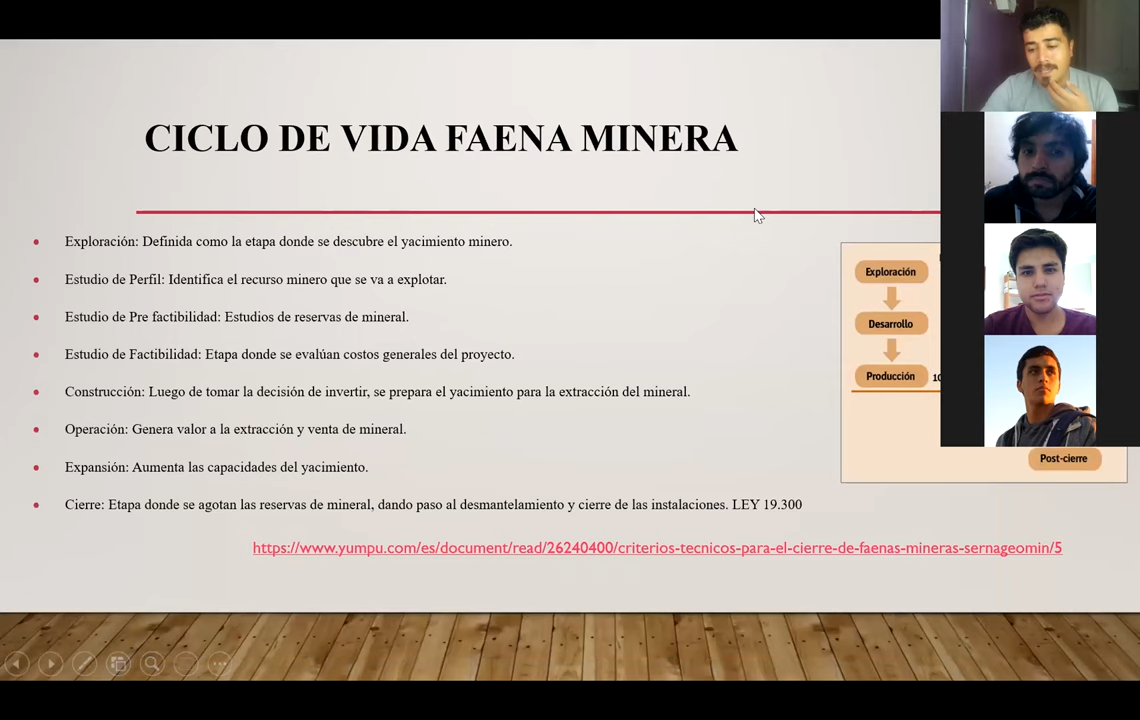 CICLO DE VIDA FAENA MINERA
Exploración: Definida como la etapa donde se descubre el yacimiento minero.
Estudio de Perfil: Identifica el recurso minero que se va a explotar.
Estudio de Pre factibilidad: Estudios de reservas de mineral.
Estudio de Factibilidad: Etapa donde se evalúan costos generales del proyecto.
Construcción: Luego de tomar la decisión de invertir, se prepara el yacimiento para la extracción del mineral.
Operación: Genera valor a la extracción y venta de mineral.
Expansión: Aumenta las capacidades del yacimiento.
Cierre: Etapa donde se agotan las reservas de mineral, dando paso al desmantelamiento y cierre de las instalaciones. LEY 19.300
https://www.yumpu.com/es/document/read/26240400/criterios-tecnicos-para-el-cierre-de-faenas-mineras-sernageomin/5
Exploración
Desarrollo
Producción
Post-cierre